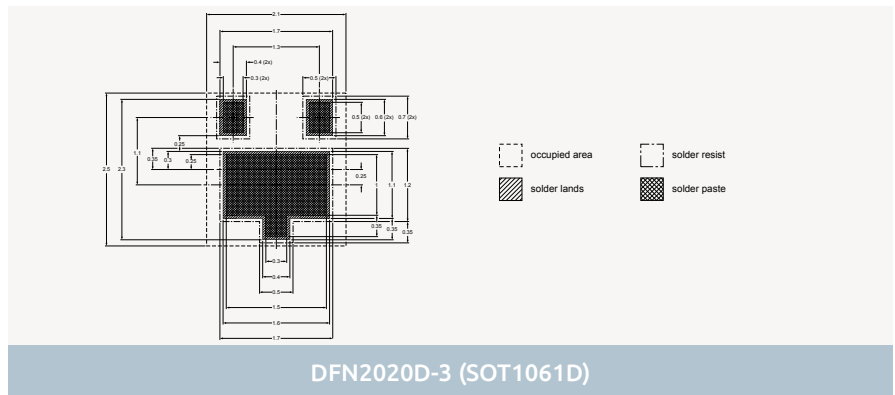 2.1
1.7
1.3
0.4 (2x)
0.3 (2x)
0.5 (2x)
0.5 (2x)
0.6 (2x)
0.7 (2x)
0.25
1.1
0.35
0.3
0.25
2.5
2.3
0.25
1
1.1
1.2
0.35
0.35
0.35
0.3
0.4
0.5
1.5
1.6
1.7
occupied area
solder resist
solder lands
solder paste
DFN2020D-3 (SOT1061D)